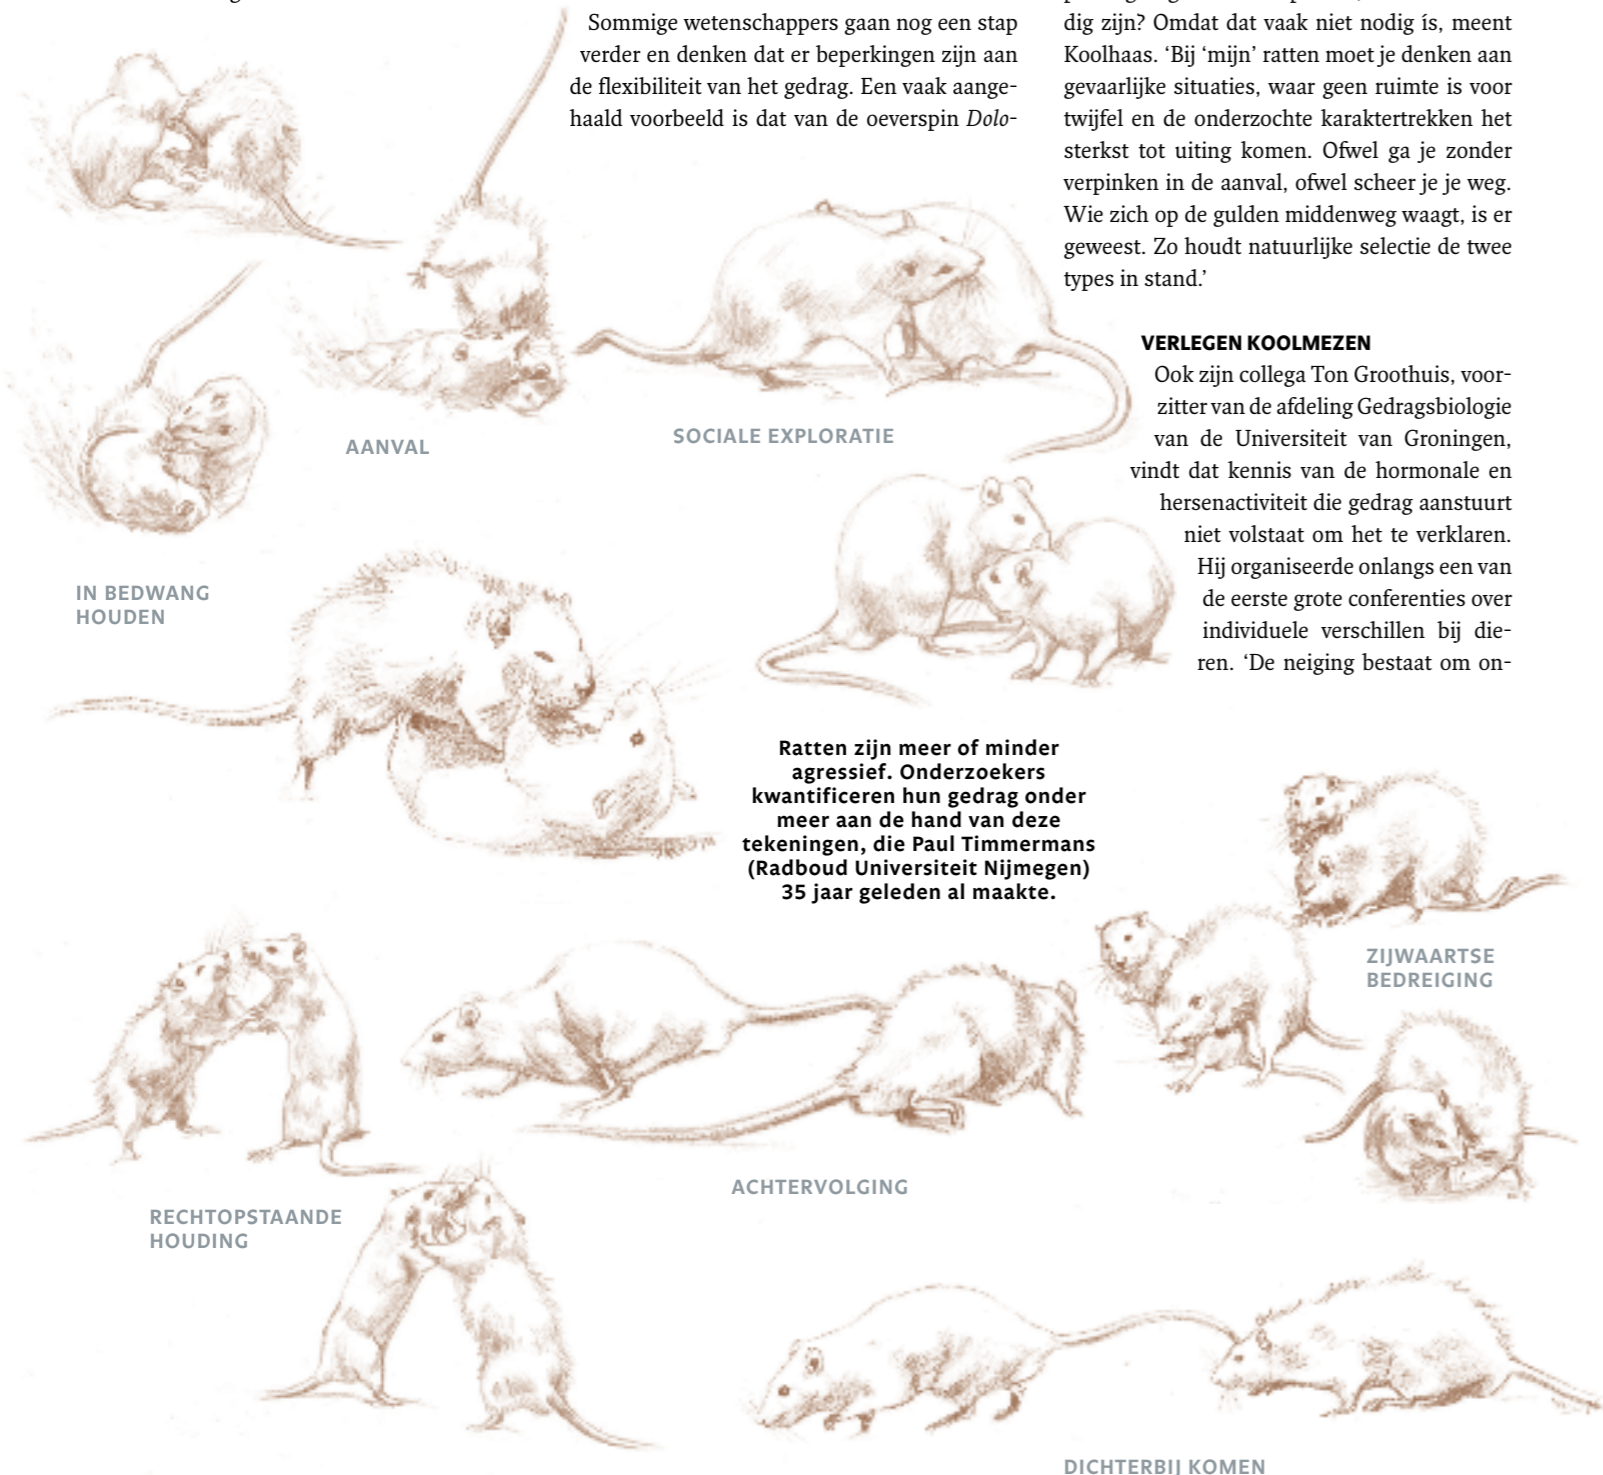 Sommige wetenschappers gaan nog een stap
verder en denken dat er beperkingen zijn aan
de flexibiliteit van het gedrag. Een vaak aange-
haald voorbeeld is dat van de oeverspin Dolo-
dig zijn? Omdat dat vaak niet nodig ís, meent
Koolhaas. ‘Bij ‘mijn’ ratten moet je denken aan
gevaarlijke situaties, waar geen ruimte is voor
twijfel en de onderzochte karaktertrekken het
sterkst tot uiting komen. Ofwel ga je zonder
verpinken in de aanval, ofwel scheer je je weg.
Wie zich op de gulden middenweg waagt, is er
geweest. Zo houdt natuurlijke selectie de twee
types in stand.’
VERLEGEN KOOLMEZEN
Ook zijn collega Ton Groothuis, voor-
zitter van de afdeling Gedragsbiologie
van de Universiteit van Groningen,
vindt dat kennis van de hormonale en
hersenactiviteit die gedrag aanstuurt
niet volstaat om het te verklaren.
Hij organiseerde onlangs een van
de eerste grote conferenties over
individuele verschillen bij die-
ren. ‘De neiging bestaat om on-
AANVAL
SOCIALE EXPLORATIE
IN BEDWANG
HOUDEN
Ratten zijn meer of minder
agressief. Onderzoekers
kwantificeren hun gedrag onder
meer aan de hand van deze
tekeningen, die Paul Timmermans
(Radboud Universiteit Nijmegen)
35 jaar geleden al maakte.
ZIJWAARTSE
BEDREIGING
ACHTERVOLGING
RECHTOPSTAANDE
HOUDING
DICHTERBIJ KOMEN